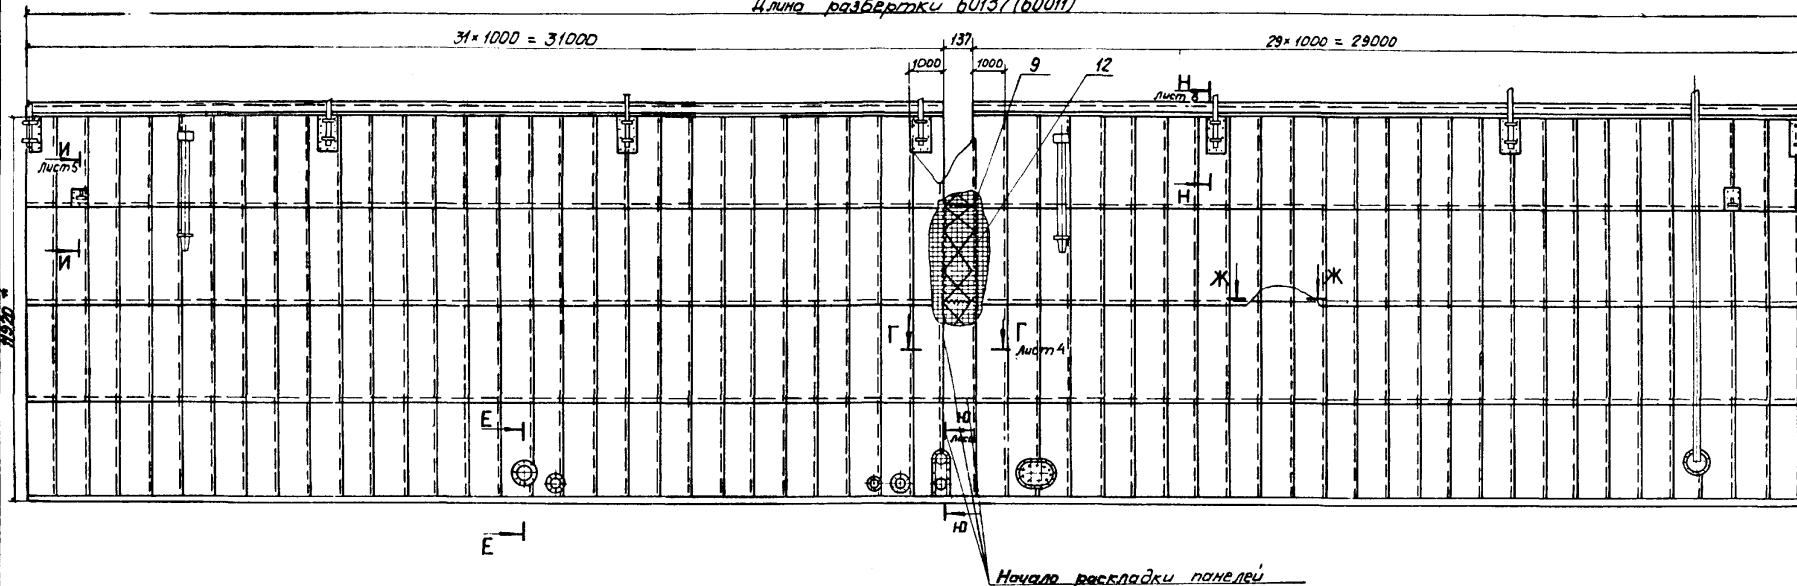 Длина развертки 60137(60011)
31×1000 = 31000
137
29×1000 = 29000
1000
1000
9
12
Н
Лист 8
И
Лист 5
Н
И
11920 *
Ж
Ж
Г
Г
Лист 4
Е
Ю
Лист
Ю
Е
Начало раскладки панелей